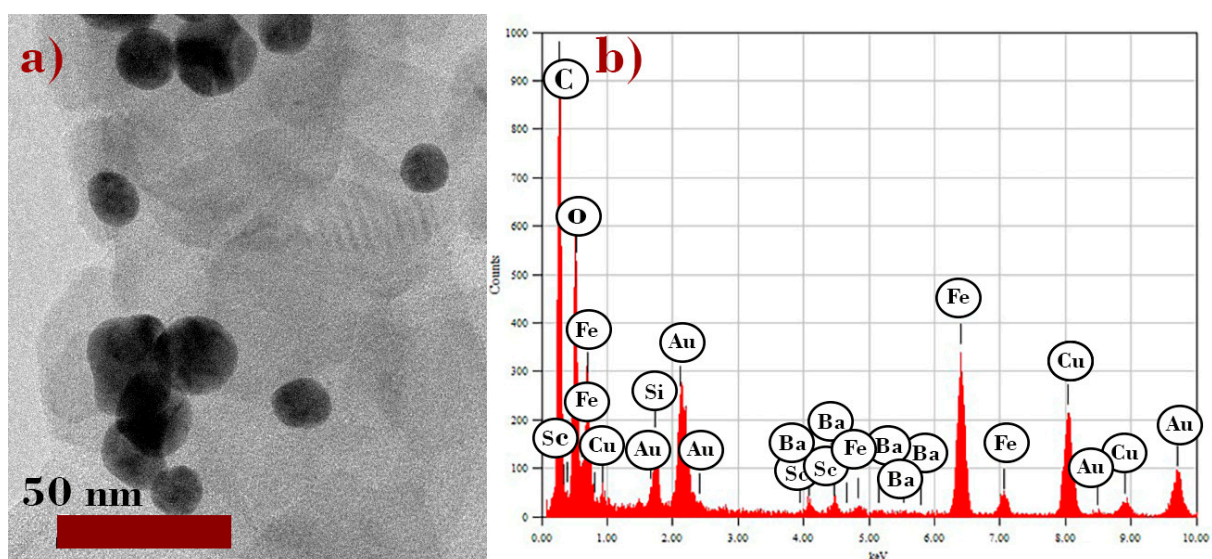 a)
50 nm
b)
Counts
1000
900
800
700
600
500
400
300
200
100
0
C
O
Fe
Fe
Sc
Cu
Si
Au
Au
Au
Ba
Sc
Ba
Sc
Fe
Ba
Ba
Ba
Fe
Fe
Cu
Au
Cu
Au
0.00 1.00 2.00 3.00 4.00 5.00 6.00 7.00 8.00 9.00 10.00
keV